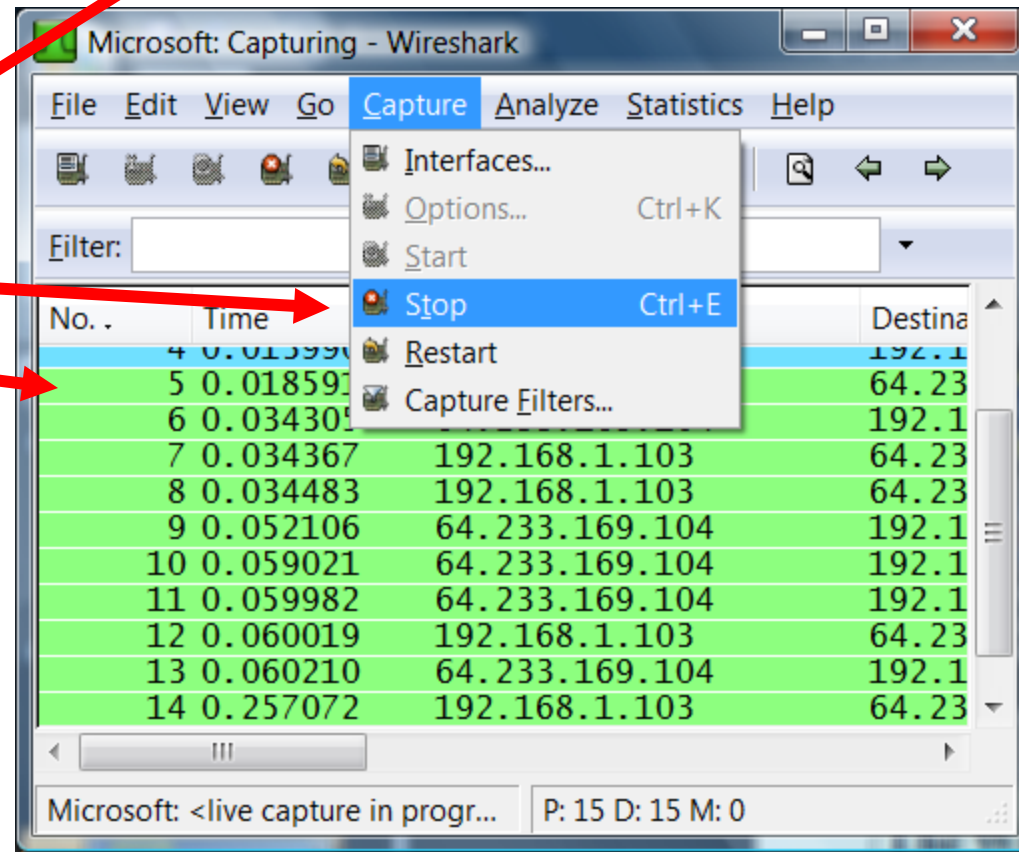 Microsoft: Capturing - Wireshark
File Edit View Go Capture Analyze Statistics Help
Interfaces...
Options... Ctrl+K
Start
Filter:
Stop Ctrl+E
No. . Time Destina
Restart
Capture Filters...
4 192.1
5 0.01859 64.23
6 0.03430 192.1
7 0.034367 192.168.1.103 64.23
8 0.034483 192.168.1.103 64.23
9 0.052106 64.233.169.104 192.1
10 0.059021 64.233.169.104 192.1
11 0.059982 64.233.169.104 192.1
12 0.060019 192.168.1.103 64.23
13 0.060210 64.233.169.104 192.1
14 0.257072 192.168.1.103 64.23
Microsoft: <live capture in progr... P: 15 D: 15 M: 0